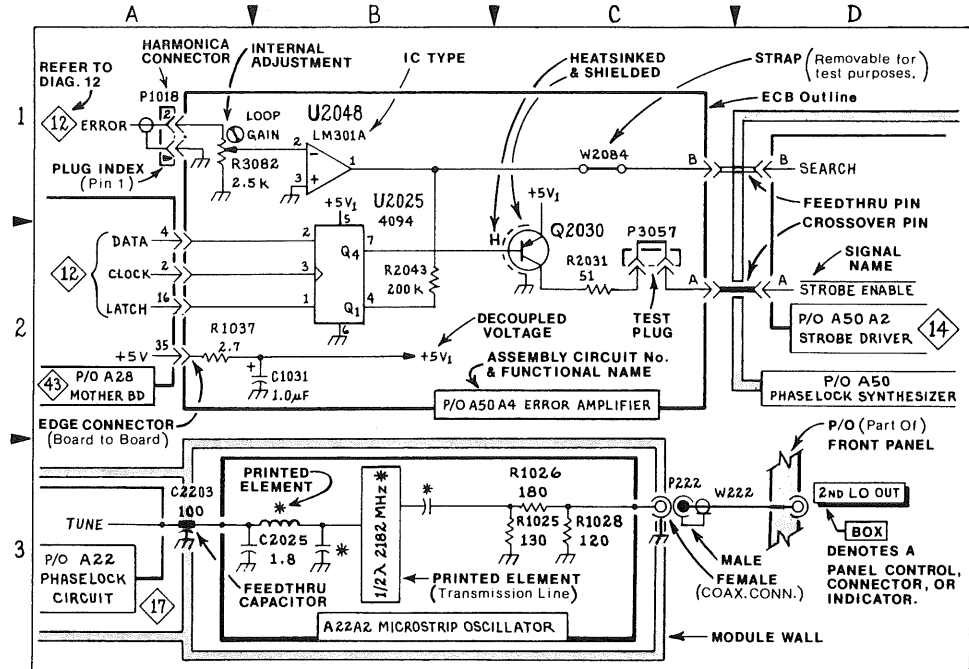 A B C D
1
2
3
REFER TO
DIAG. 12
HARMONICA
CONNECTOR
P1018
INTERNAL
ADJUSTMENT
IC TYPE
HEATSINKED
& SHIELDED
STRAP (Removable for
test purposes.)
ECB Outline
12 ERROR
2
LOOP
GAIN
U2048
LM301A
R3082
2.5K
2 −
3 +
1
PLUG INDEX
(Pin 1)
W2084
B B SEARCH
FEEDTHRU PIN
CROSSOVER PIN
U2025
4094
+5V1
5
+5V1
H
Q2030
P3057
12
DATA 4
CLOCK 2
LATCH 16
2 Q4 7
3
1 Q1 4
6
R2043
200K
R2031
51
A A
SIGNAL
NAME
STROBE ENABLE
TEST
PLUG
P/O A50 A2
STROBE DRIVER
14
+5V 35
R1037
2.7
DECOUPLED
VOLTAGE
+5V1
+ C1031
1.0µF
ASSEMBLY CIRCUIT No.
& FUNCTIONAL NAME
43 P/O A28
MOTHER BD
P/O A50 A4 ERROR AMPLIFIER
P/O A50
PHASELOCK SYNTHESIZER
EDGE CONNECTOR
(Board to Board)
P/O (Part Of)
FRONT PANEL
C2203
100
PRINTED
ELEMENT
*
1/2λ 2182 MHz *
*
R1026
180
P222
W222
2ND LO OUT
TUNE
C2025
1.8
*
R1025
130
R1028
120
BOX
MALE
FEMALE
(COAX.CONN.)
DENOTES A
PANEL CONTROL,
CONNECTOR, OR
INDICATOR.
P/O A22
PHASELOCK
CIRCUIT
17
FEEDTHRU
CAPACITOR
PRINTED ELEMENT
(Transmission Line)
A22A2 MICROSTRIP OSCILLATOR
MODULE WALL